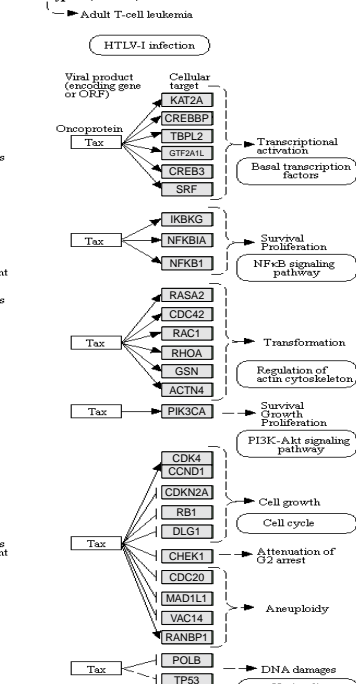 Adult T-cell leukemia
HTLV-I infection
Viral product
(encoding gene
or ORF)
Cellular
target
Oncoprotein
Tax
KAT2A
CREBBP
TBPL2
GTF2A1L
CREB3
SRF
Transcriptional
activation
Basal transcription
factors
Tax
IKBKG
NFKBIA
NFKB1
Survival
Proliferation
NFκB signaling
pathway
Tax
RASA2
CDC42
RAC1
RHOA
GSN
ACTN4
Transformation
Regulation of
actin cytoskeleton
Tax
PIK3CA
Survival
Growth
Proliferation
PI3K-Akt signaling
pathway
Tax
CDK4
CCND1
CDKN2A
RB1
DLG1
Cell growth
Cell cycle
CHEK1
Attenuation of
G2 arrest
CDC20
MAD1L1
VAC14
RANBP1
Aneuploidy
Tax
POLB
TP53
DNA damages